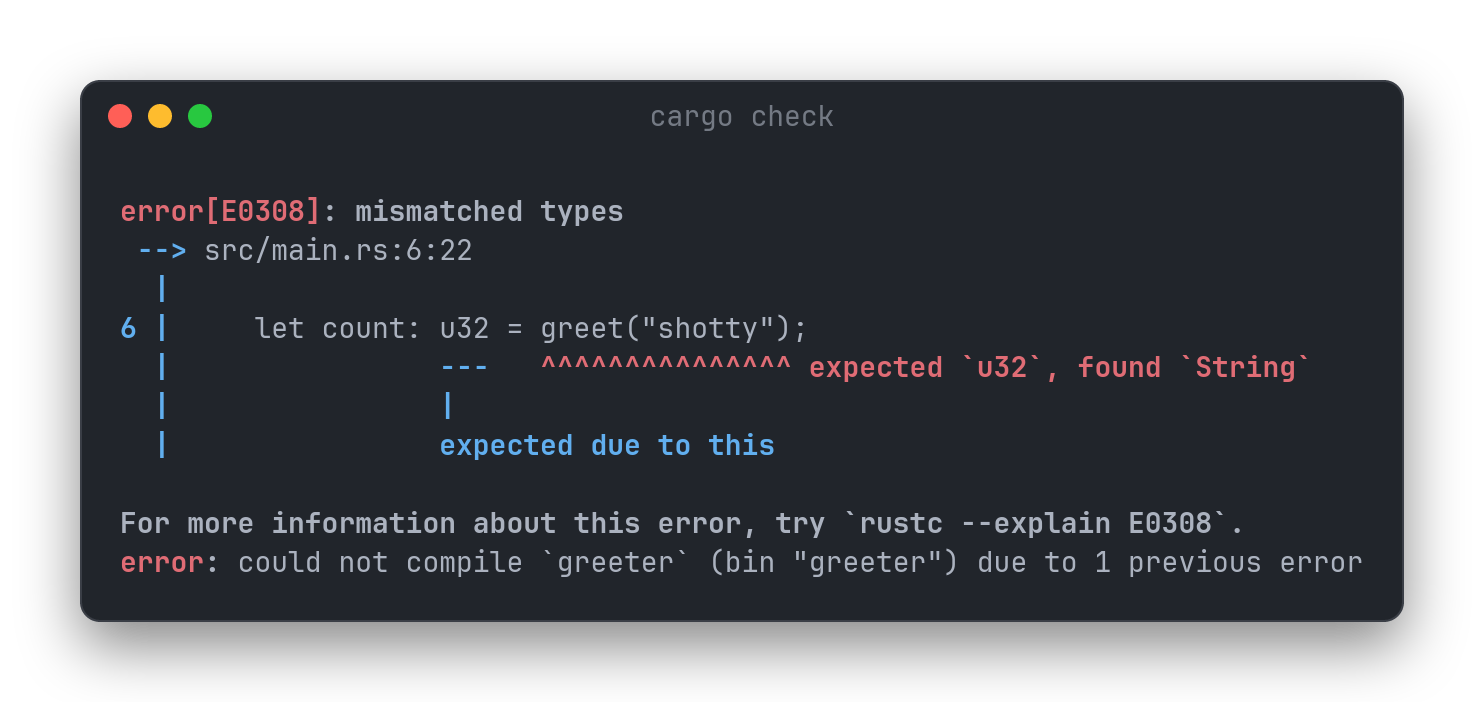 cargo check
error[E0308]: mismatched types
 --> src/main.rs:6:22
  |
6 |     let count: u32 = greet("shotty");
  |                ---   ^^^^^^^^^^^^^^^ expected `u32`, found `String`
  |                |
  |                expected due to this
For more information about this error, try `rustc --explain E0308`.
error: could not compile `greeter` (bin "greeter") due to 1 previous error